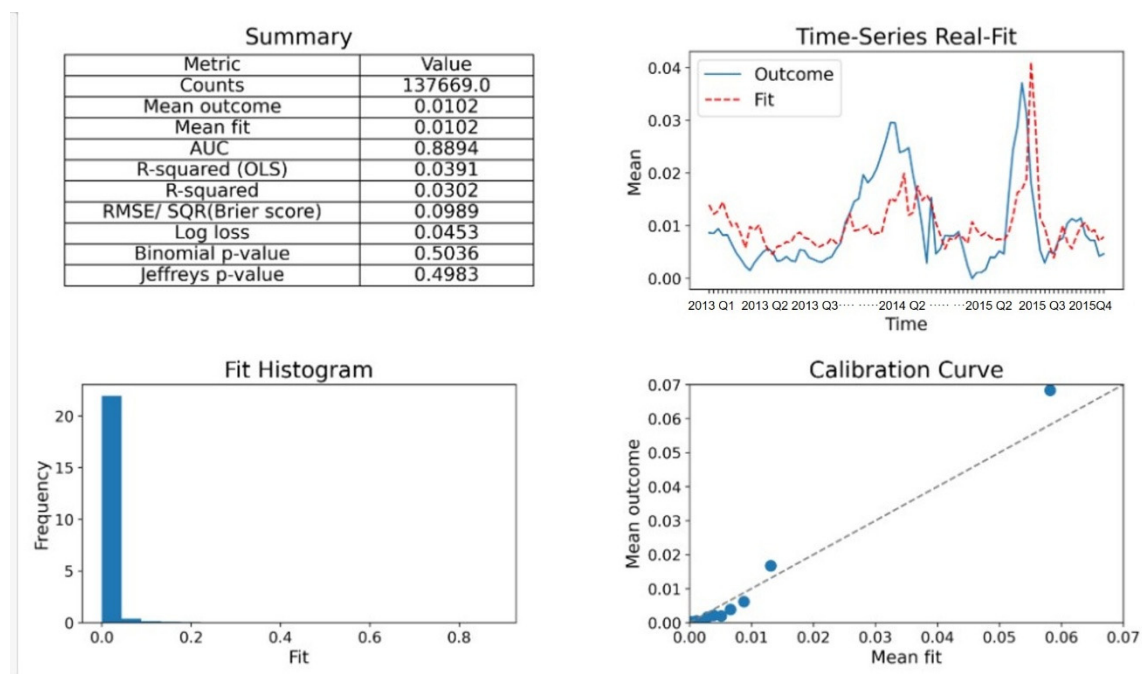 Summary
Metric Value
Counts 137669.0
Mean outcome 0.0102
Mean fit 0.0102
AUC 0.8894
R-squared (OLS) 0.0391
R-squared 0.0302
RMSE/ SQR(Brier score) 0.0989
Log loss 0.0453
Binomial p-value 0.5036
Jeffreys p-value 0.4983
Time-Series Real-Fit
Outcome
Fit
Mean
0.04
0.03
0.02
0.01
0.00
2013 Q1 2013 Q2 2013 Q3 ···· ····· 2014 Q2 ····· ··· 2015 Q2 2015 Q3 2015Q4
Time
Fit Histogram
Frequency
20
15
10
5
0
0.0 0.2 0.4 0.6 0.8
Fit
Calibration Curve
Mean outcome
0.07
0.06
0.05
0.04
0.03
0.02
0.01
0.00
0.00 0.01 0.02 0.03 0.04 0.05 0.06 0.07
Mean fit